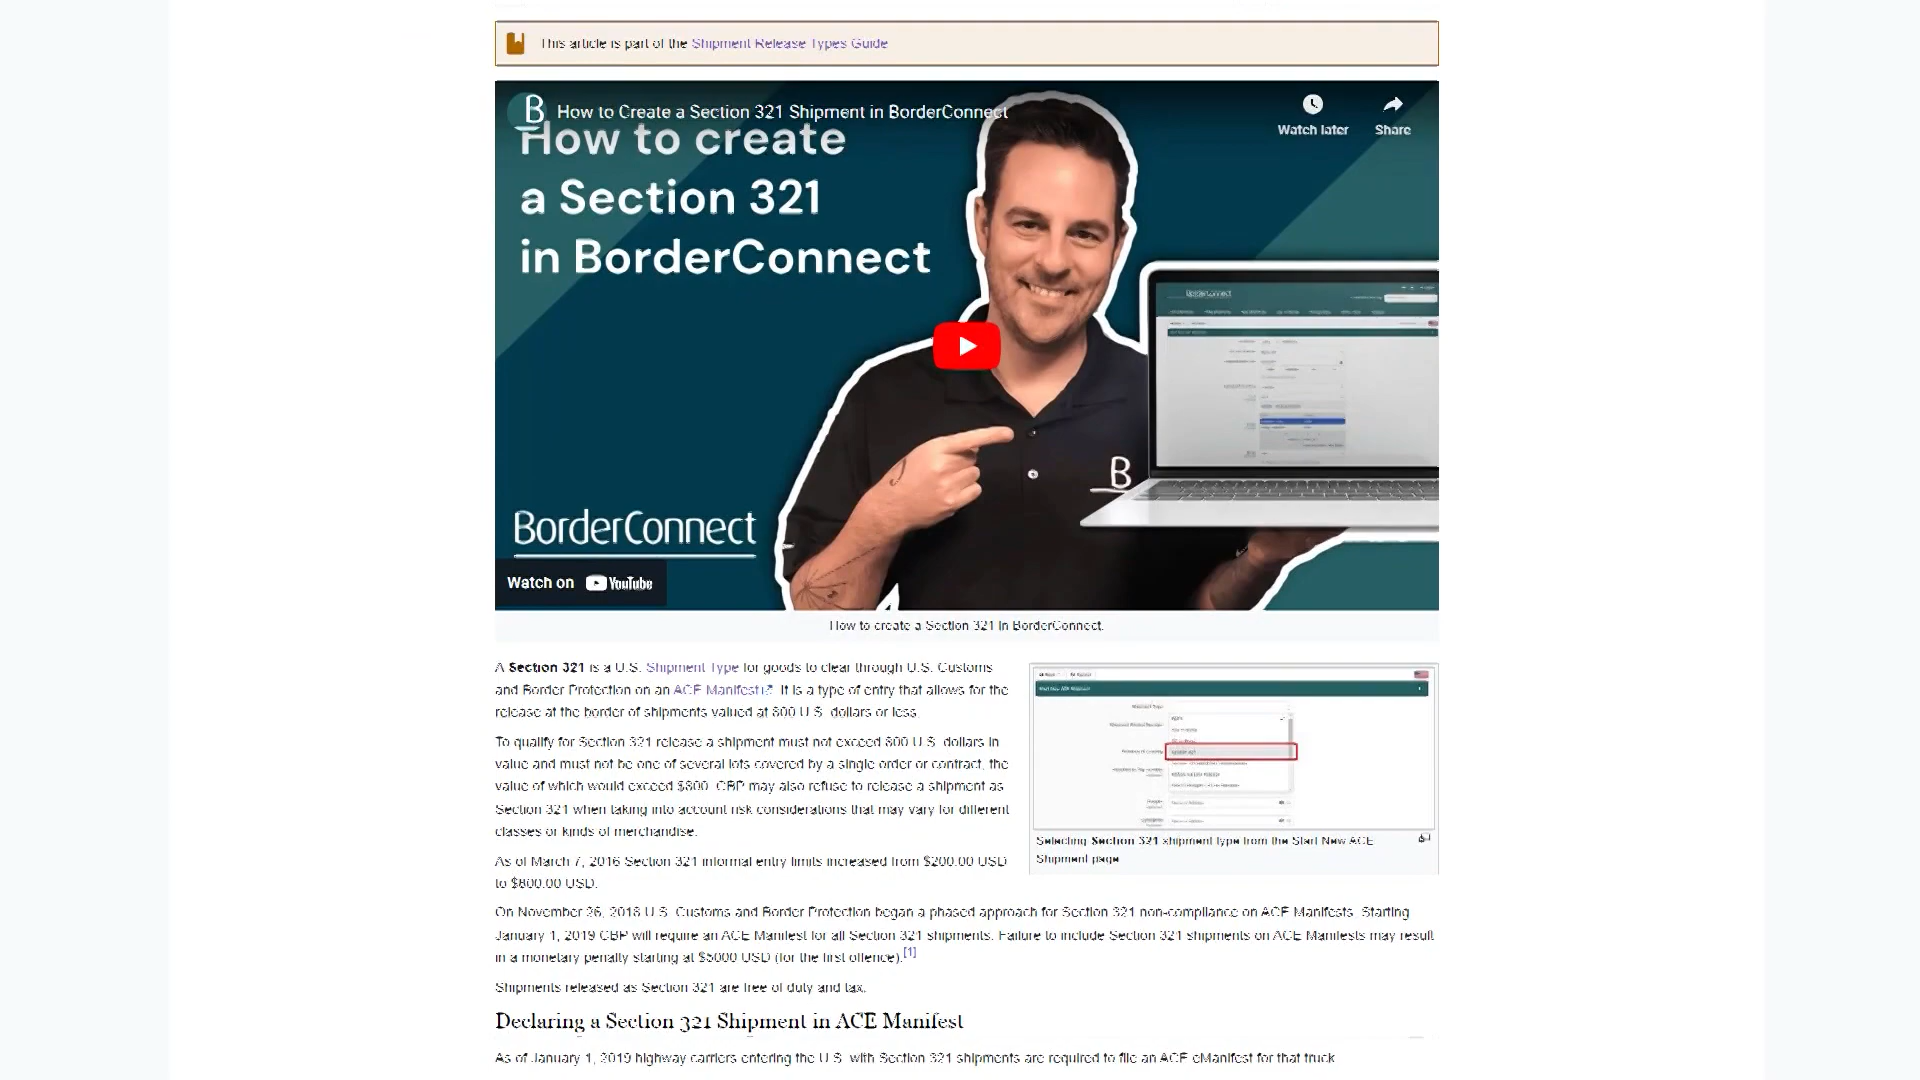 This article is part of the Shipment Release Types Guide
How to Create a Section 321 Shipment in BorderConnect
Watch later
Share
How to create
a Section 321
in BorderConnect
B
BorderConnect
Watch on YouTube
How to create a Section 321 in BorderConnect.
A Section 321 is a U.S. Shipment Type for goods to clear through U.S. Customs
and Border Protection on an ACE Manifest. It is a type of entry that allows for the
release at the border of shipments valued at 800 U.S. dollars or less.
To qualify for Section 321 release a shipment must not exceed 800 U.S. dollars in
value and must not be one of several lots covered by a single order or contract, the
value of which would exceed $800. CBP may also refuse to release a shipment as
Section 321 when taking into account risk considerations that may vary for different
classes or kinds of merchandise.
As of March 7, 2016 Section 321 informal entry limits increased from $200.00 USD
to $800.00 USD.
Selecting Section 321 shipment type from the Start New ACE
Shipment page
On November 26, 2018 U.S. Customs and Border Protection began a phased approach for Section 321 non-compliance on ACE Manifests. Starting
January 1, 2019 CBP will require an ACE Manifest for all Section 321 shipments. Failure to include Section 321 shipments on ACE Manifests may result
in a monetary penalty starting at $5000 USD (for the first offence).[1]
Shipments released as Section 321 are free of duty and tax.
Declaring a Section 321 Shipment in ACE Manifest
As of January 1, 2019 highway carriers entering the U.S. with Section 321 shipments are required to file an ACE eManifest for that truck